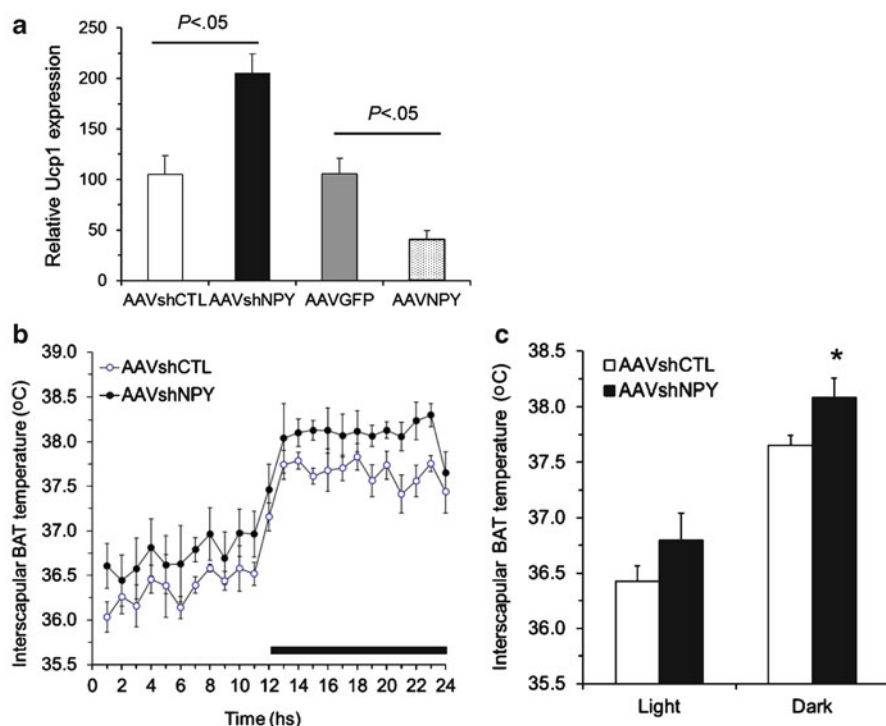 a
P<.05
P<.05
Relative Ucp1 expression
250
200
150
100
50
0
AAVshCTL AAVshNPY AAVGFP AAVNPY
b
AAVshCTL
AAVshNPY
Interscapular BAT temperature (ºC)
39.0
38.5
38.0
37.5
37.0
36.5
36.0
35.5
0 2 4 6 8 10 12 14 16 18 20 22 24
Time (hs)
c
AAVshCTL
AAVshNPY
*
Interscapular BAT temperature (ºC)
38.5
38.0
37.5
37.0
36.5
36.0
35.5
Light Dark